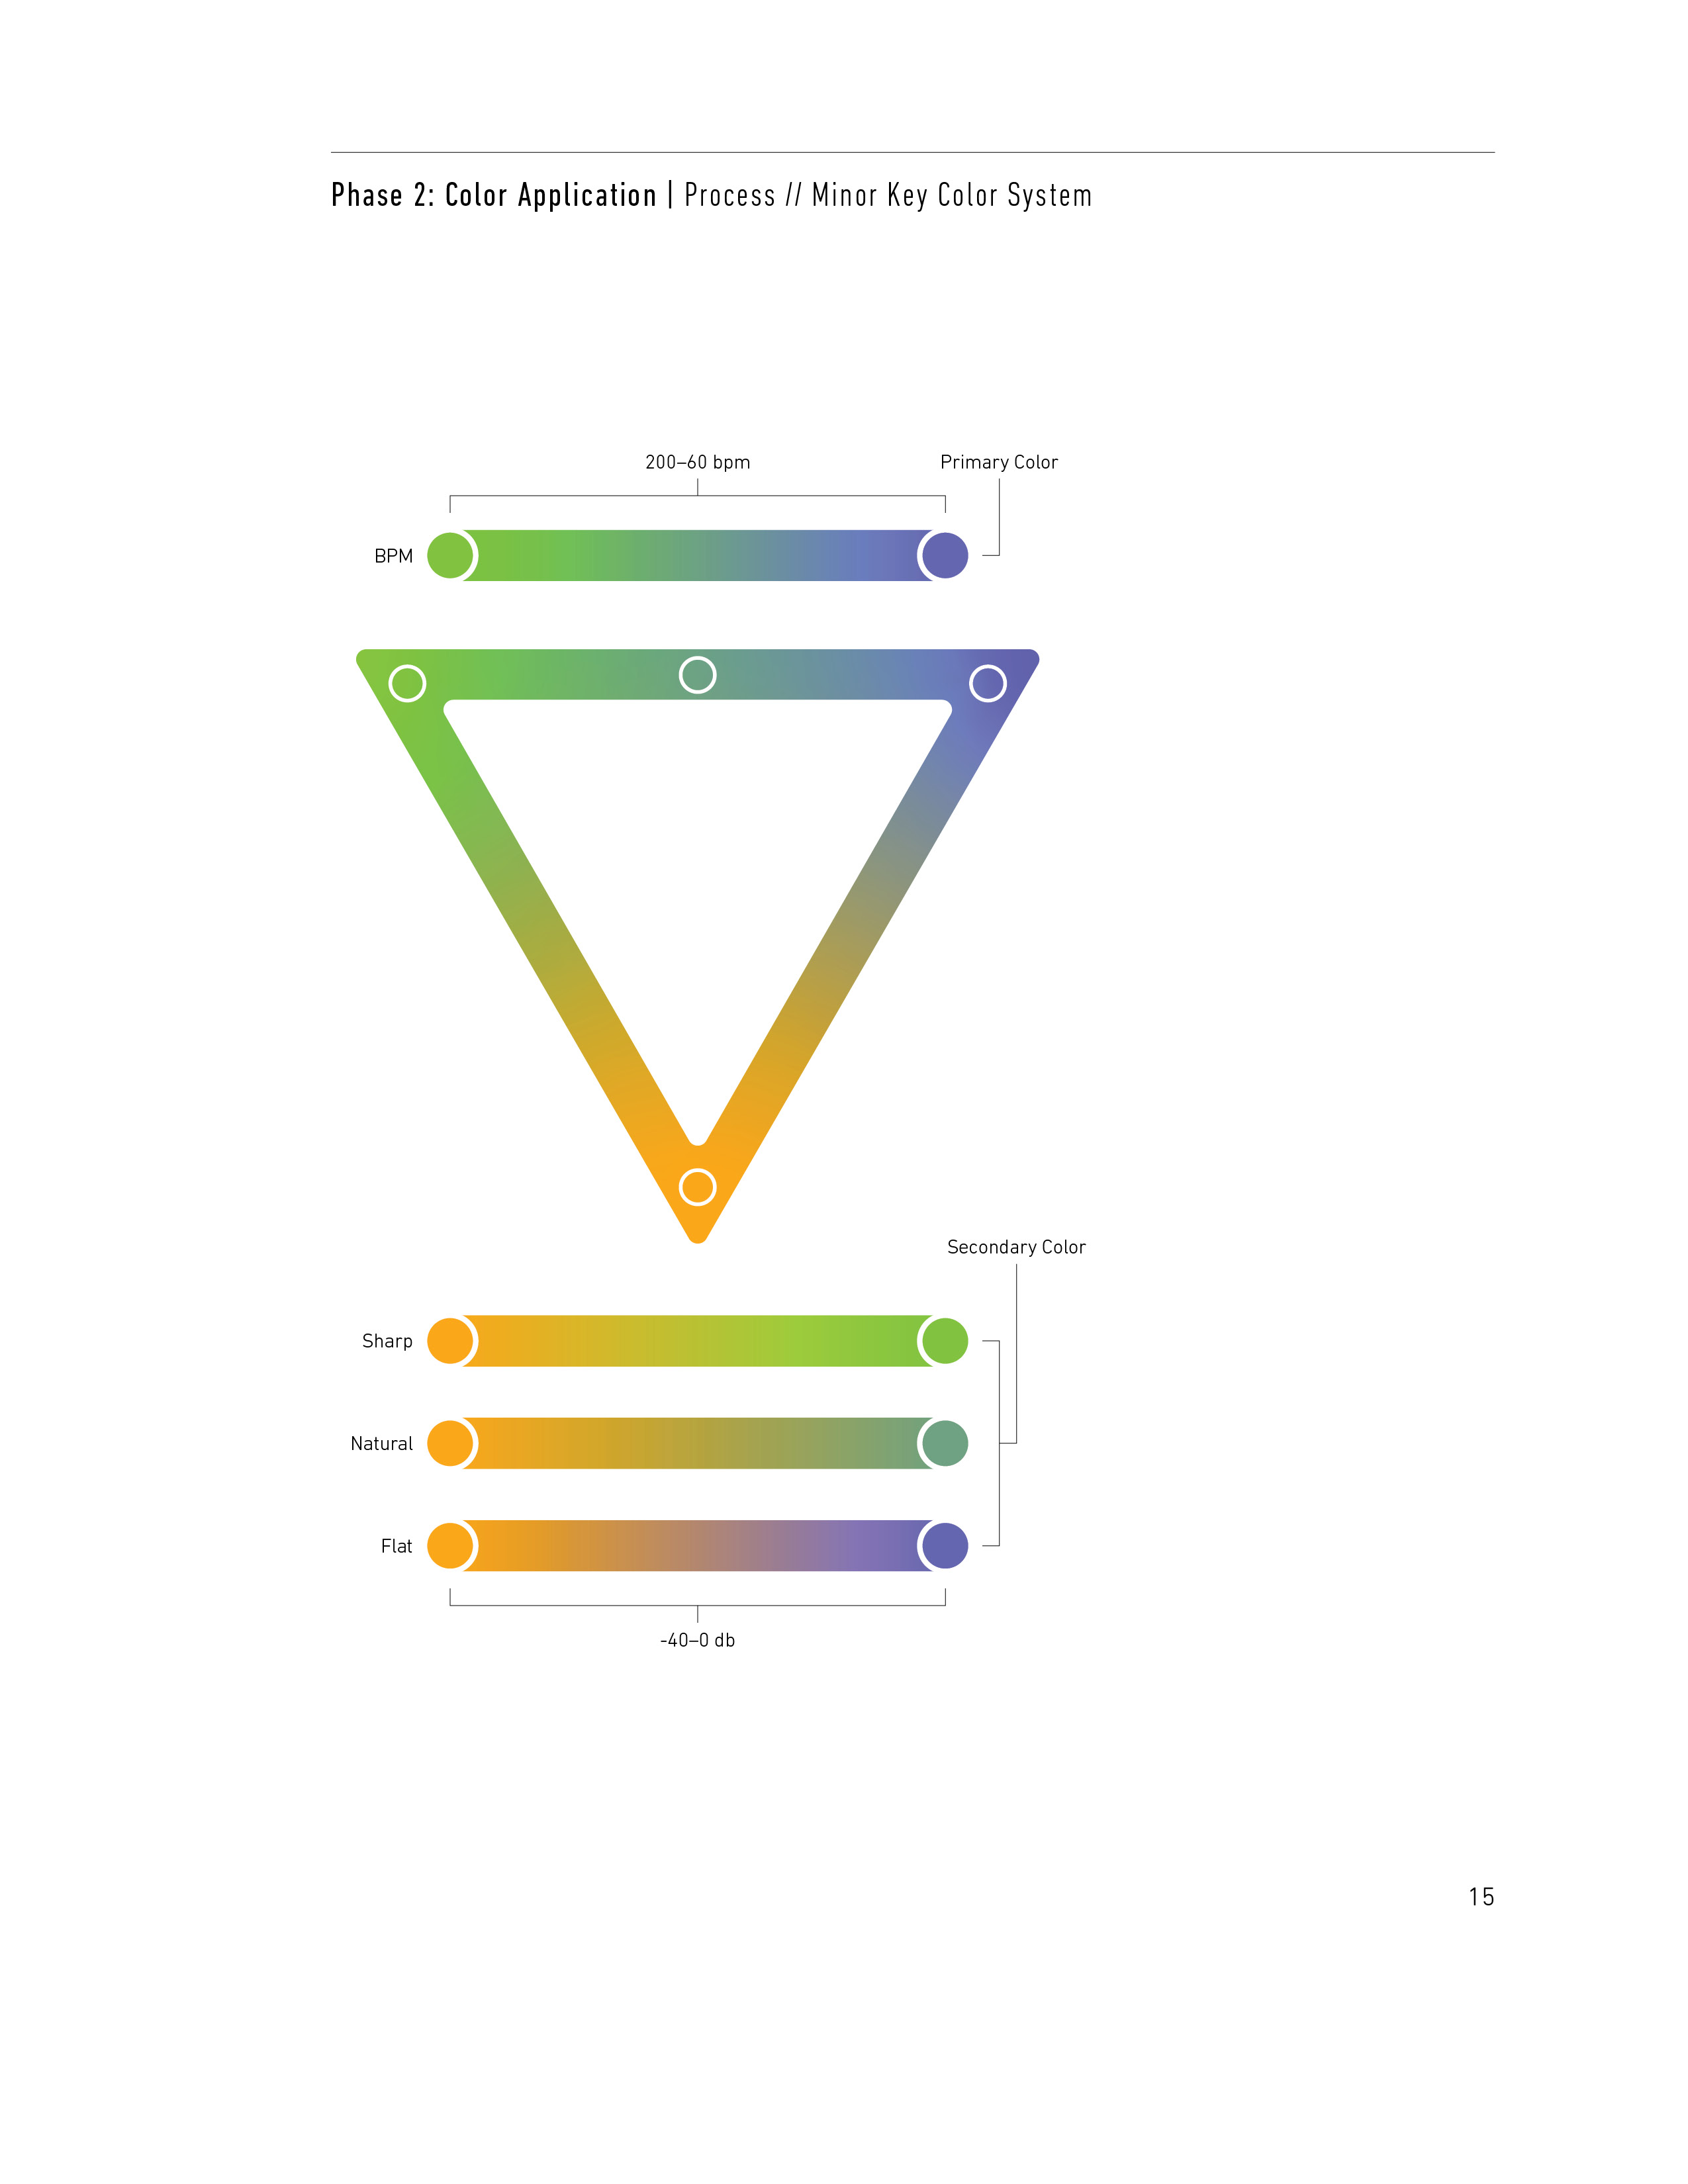 Phase 2: Color Application | Process // Minor Key Color System
200–60 bpm
Primary Color
BPM
Secondary Color
Sharp
Natural
Flat
-40–0 db
15